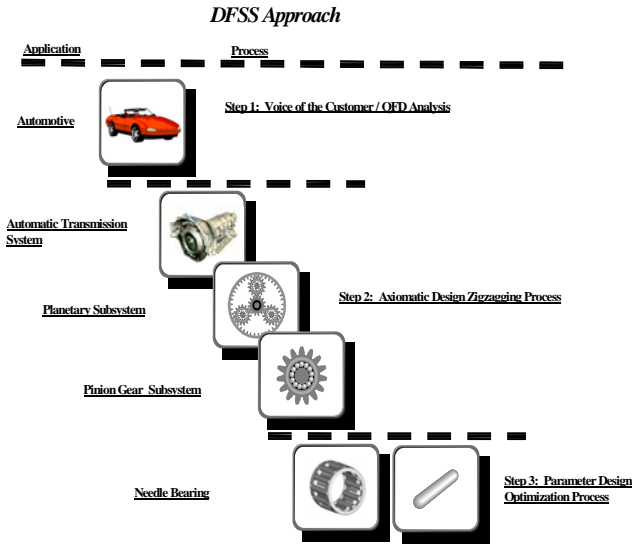 DFSS Approach
Application
Process
Step 1: Voice of the Customer / QFD Analysis
Automotive
Automatic Transmission
System
Step 2: Axiomatic Design Zigzagging Process
Planetary Subsystem
Pinion Gear Subsystem
Needle Bearing
Step 3: Parameter Design
Optimization Process